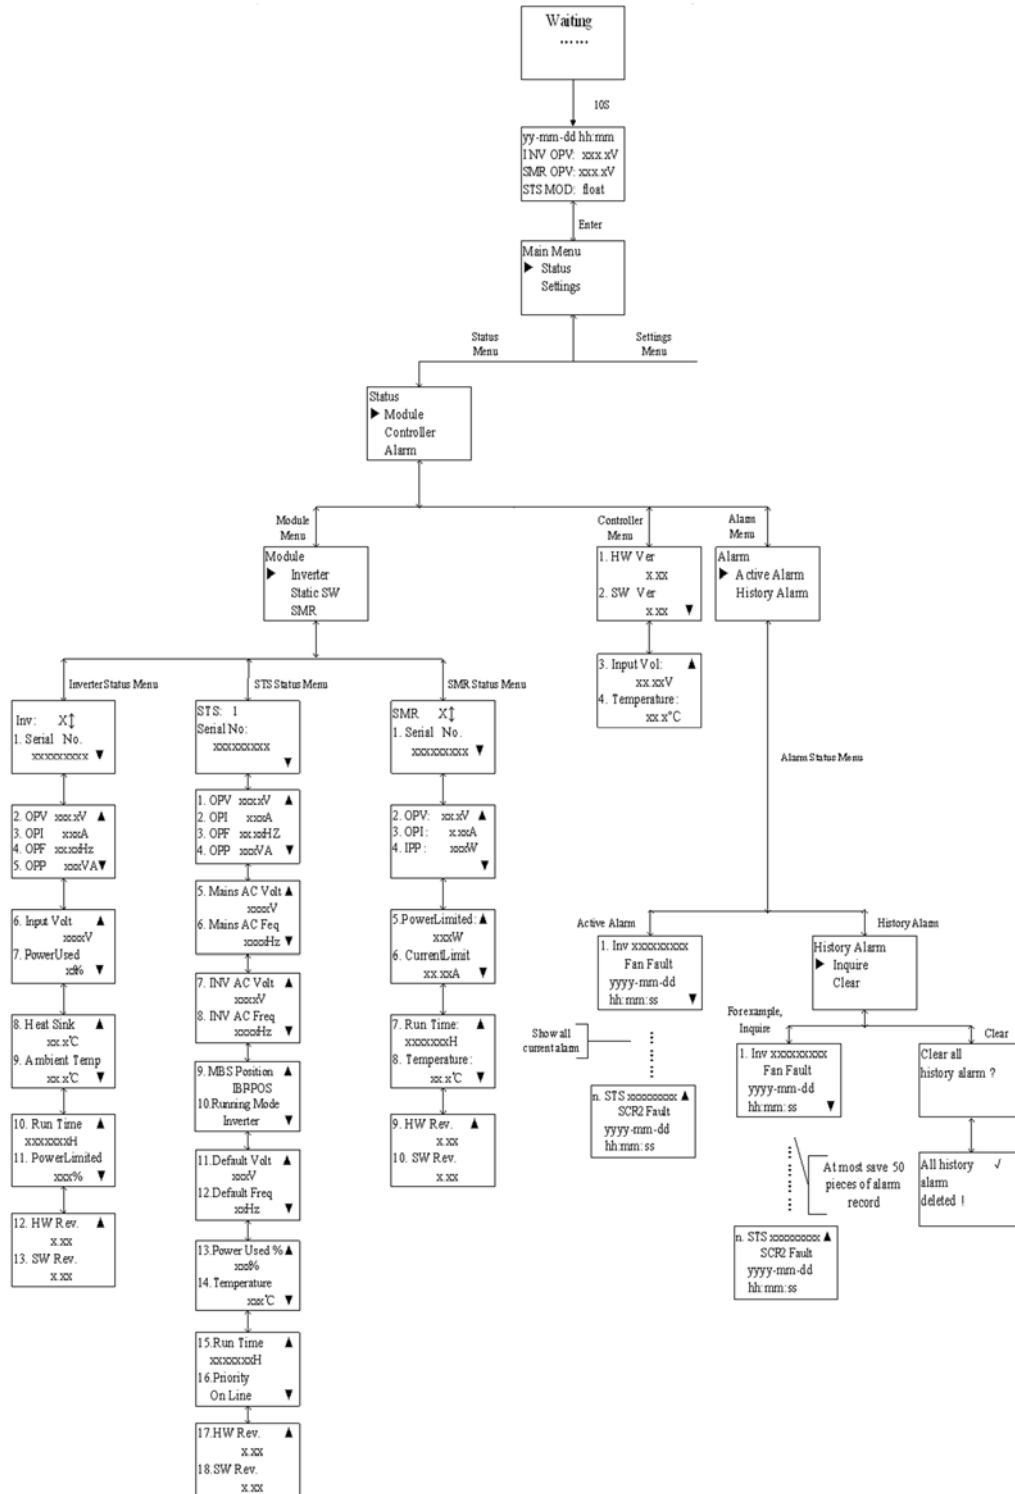 Waiting
......
10S
yy-mm-dd hh:mm
INV OPV: xxx.xV
SMR OPV: xxx.xV
STS MOD: float
Enter
Main Menu
▶ Status
Settings
Status Menu
Settings Menu
Status
▶ Module
Controller
Alarm
Module Menu
Controller Menu
Alarm Menu
Module
▶ Inverter
Static SW
SMR
1. HW Ver
x.xx
2. SW Ver
x.xx ▼
Alarm
▶ Active Alarm
History Alarm
3. Input Vol: ▲
xx.xxV
4. Temperature:
xx.x°C
Inverter Status Menu
STS Status Menu
SMR Status Menu
Alarm Status Menu
Inv: X↕
1. Serial No.
xxxxxxxxx ▼
2. OPV xxx.xV ▲
3. OPI xxxxA
4. OPF xx.xxHz
5. OPP xxxxVA▼
6. Input Volt ▲
xxxxV
7. PowerUsed
xx% ▼
8. Heat Sink ▲
xx.x℃
9. Ambient Temp
xx.x℃ ▼
10. Run Time ▲
xxxxxxxH
11. PowerLimited
xxx% ▼
12. HW Rev. ▲
x.xx
13. SW Rev.
x.xx
STS: 1
Serial No:
xxxxxxxxx
▼
1. OPV xxx.xV ▲
2. OPI xxxxA
3. OPF xx.xxHZ
4. OPP xxxxVA ▼
5. Mains AC Volt ▲
xxxxV
6. Mains AC Feq
xxxxHz ▼
7. INV AC Volt ▲
xxxxV
8. INV AC Freq
xxxxHz ▼
9. MBS Position ▲
IBRPOS
10.Running Mode
Inverter ▼
11.Default Volt ▲
xxxV
12.Default Freq
xxHz ▼
13.Power Used % ▲
xxx%
14.Temperature
xxx℃ ▼
15.Run Time ▲
xxxxxxxH
16.Priority
On Line ▼
17.HW Rev. ▲
x.xx
18.SW Rev.
x.xx
SMR X↕
1. Serial No.
xxxxxxxxx ▼
2. OPV: xx.xV ▲
3. OPI: x.xxxA
4. IPP: xxxxW
▼
5.PowerLimited: ▲
xxxW
6. CurrentLimit
xx.xxA ▼
7. Run Time: ▲
xxxxxxxH
8. Temperature:
xx.x℃ ▼
9. HW Rev. ▲
x.xx
10. SW Rev.
x.xx
Active Alarm
History Alarm
1. Inv xxxxxxxxx
Fan Fault
yyyy-mm-dd
hh:mm:ss ▼
Show all
current alarm
n. STS xxxxxxxxx ▲
SCR2 Fault
yyyy-mm-dd
hh:mm:ss
History Alarm
▶ Inquire
Clear
For example,
Inquire
Clear
1. Inv xxxxxxxxx
Fan Fault
yyyy-mm-dd
hh:mm:ss ▼
At most save 50
pieces of alarm
record
n. STS xxxxxxxxx ▲
SCR2 Fault
yyyy-mm-dd
hh:mm:ss
Clear all
history alarm ?
All history √
alarm
deleted !